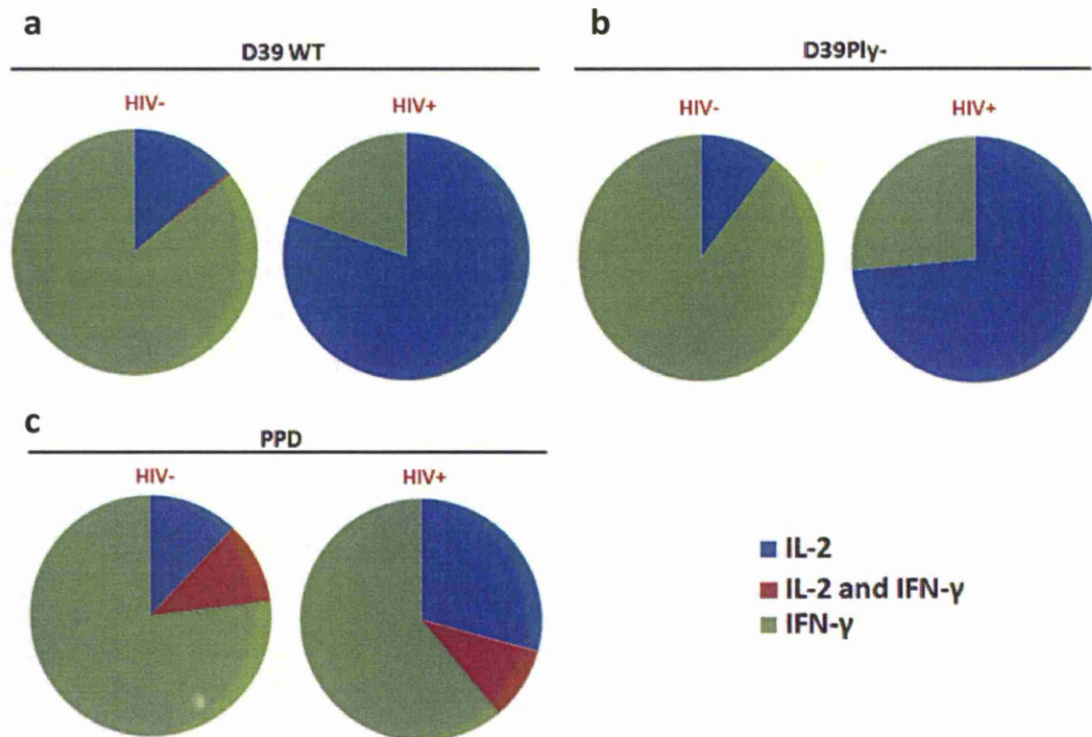 a
D39 WT
HIV-
HIV+
b
D39Ply-
HIV-
HIV+
c
PPD
HIV-
HIV+
IL-2
IL-2 and IFN-γ
IFN-γ